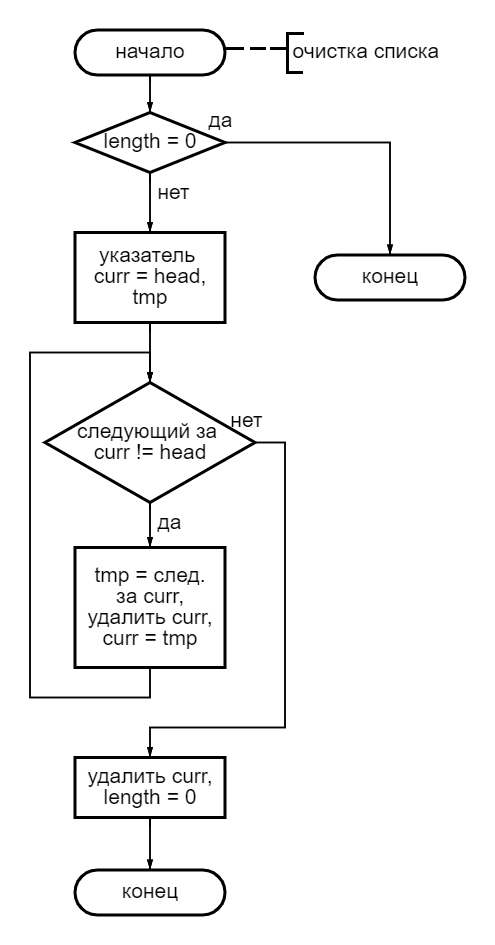 начало
очистка списка
да
length = 0
нет
указатель
curr = head,
tmp
конец
нет
следующий за
curr != head
да
tmp = след.
за curr,
удалить curr,
curr = tmp
удалить curr,
length = 0
конец